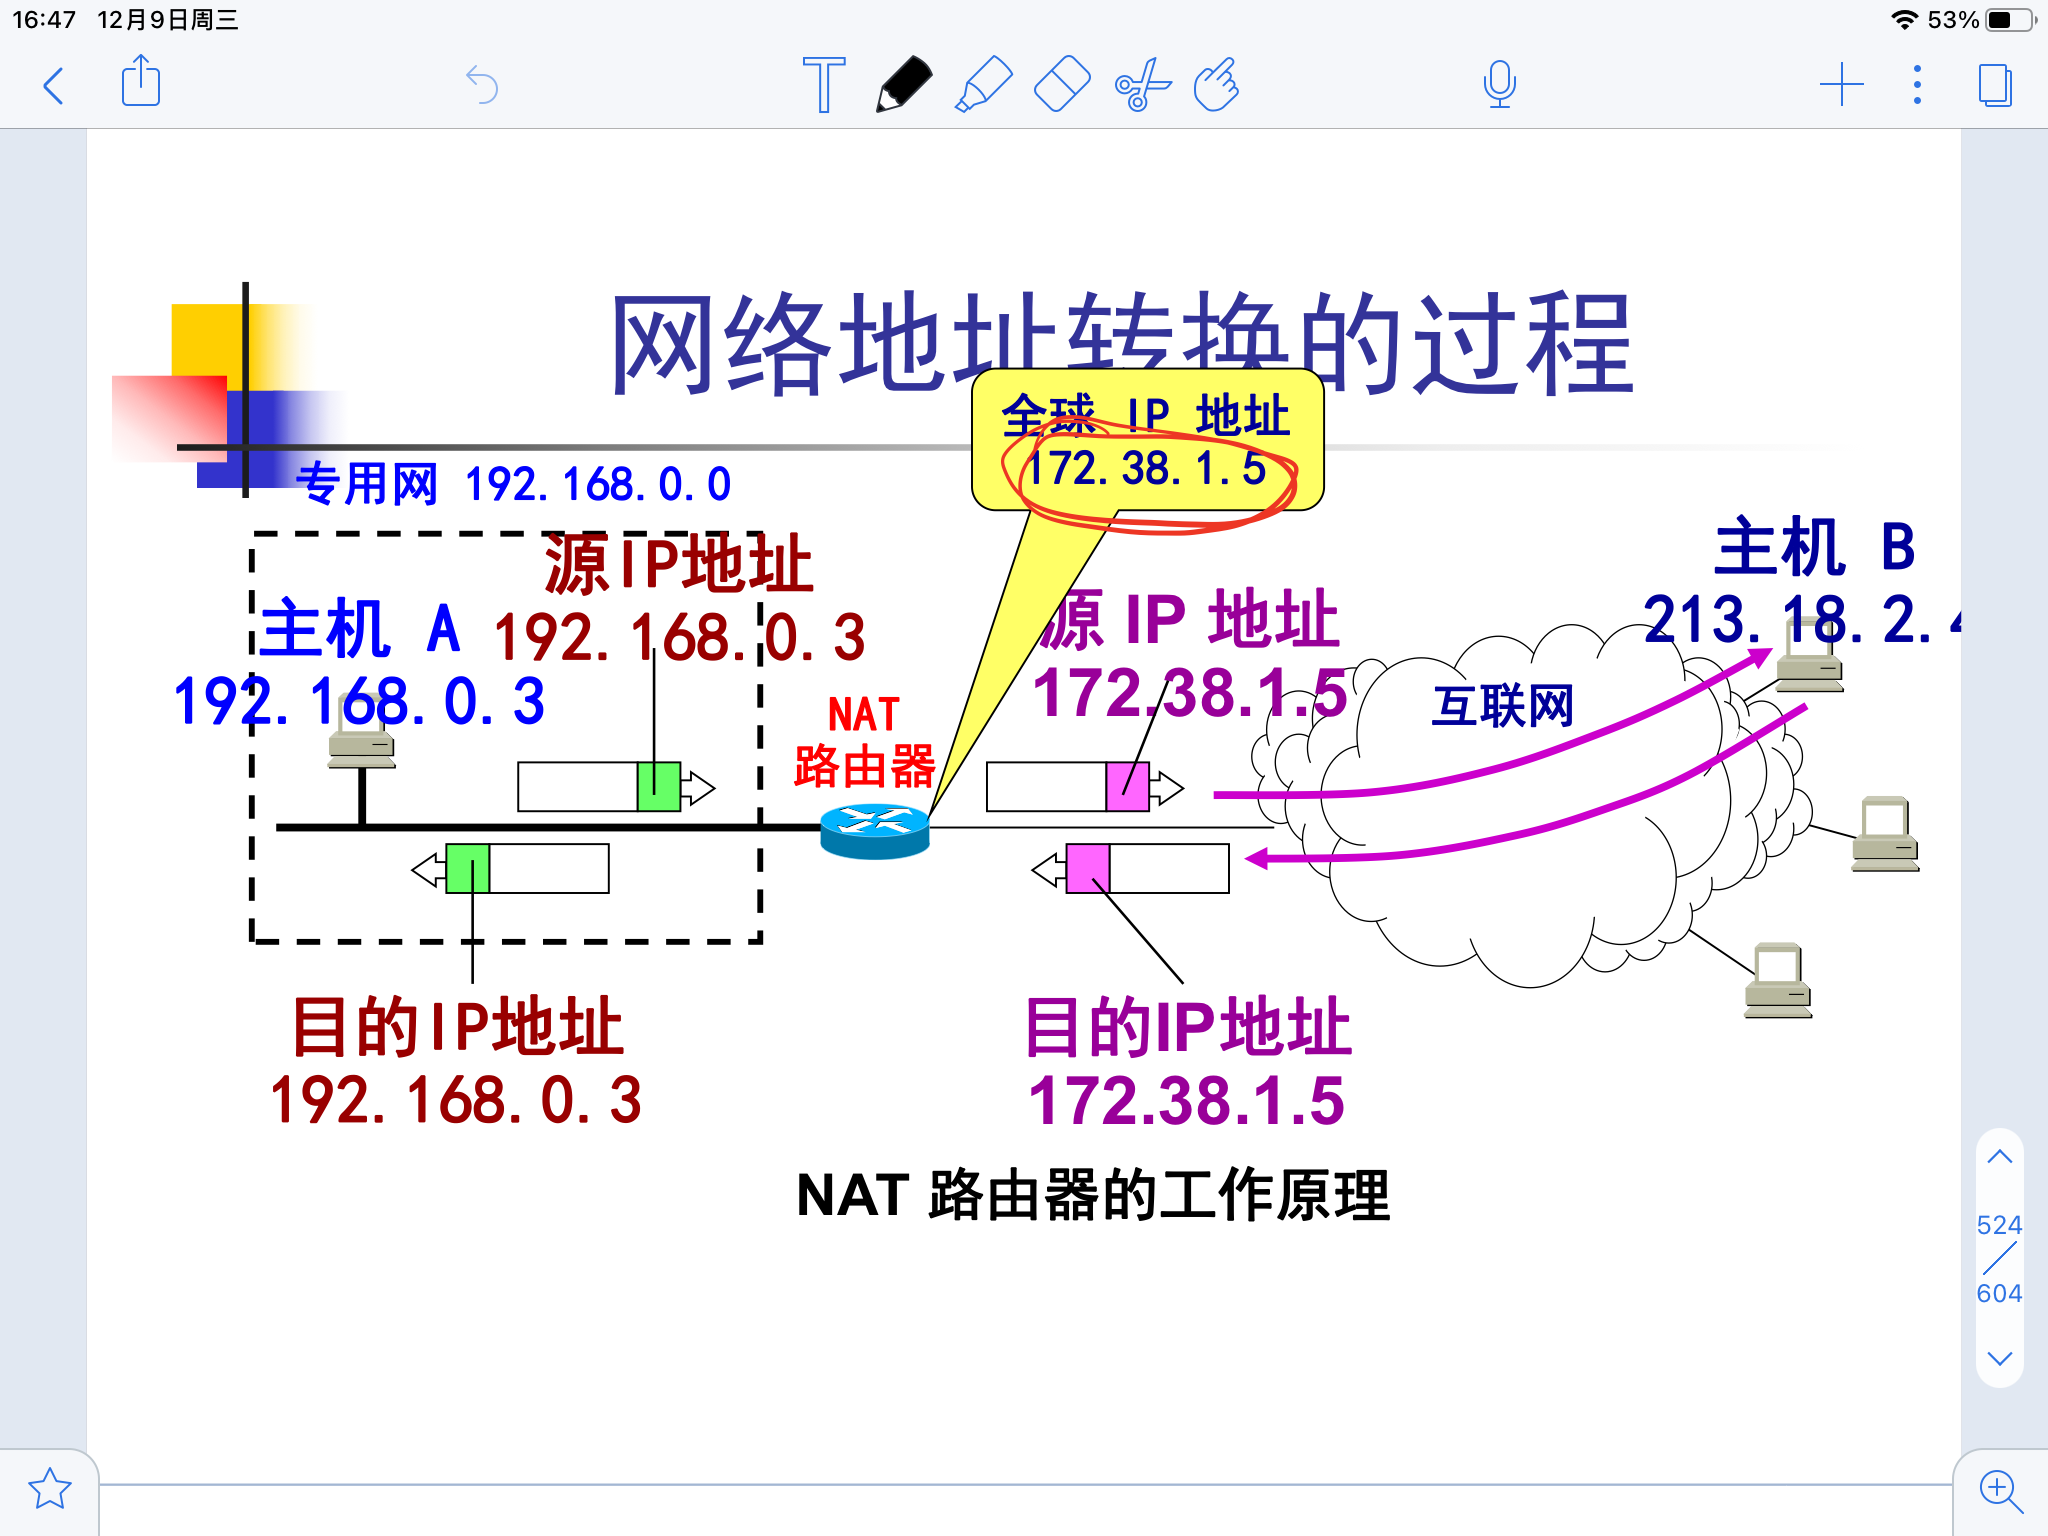 16:47 12月9日周三
53%
网络地址转换的过程
全球 IP 地址
172.38.1.5
专用网 192.168.0.0
源IP地址
192.168.0.3
主机 A
192.168.0.3
源 IP 地址
172.38.1.5
主机 B
213.18.2.4
NAT
路由器
互联网
目的IP地址
192.168.0.3
目的IP地址
172.38.1.5
NAT 路由器的工作原理
524
604